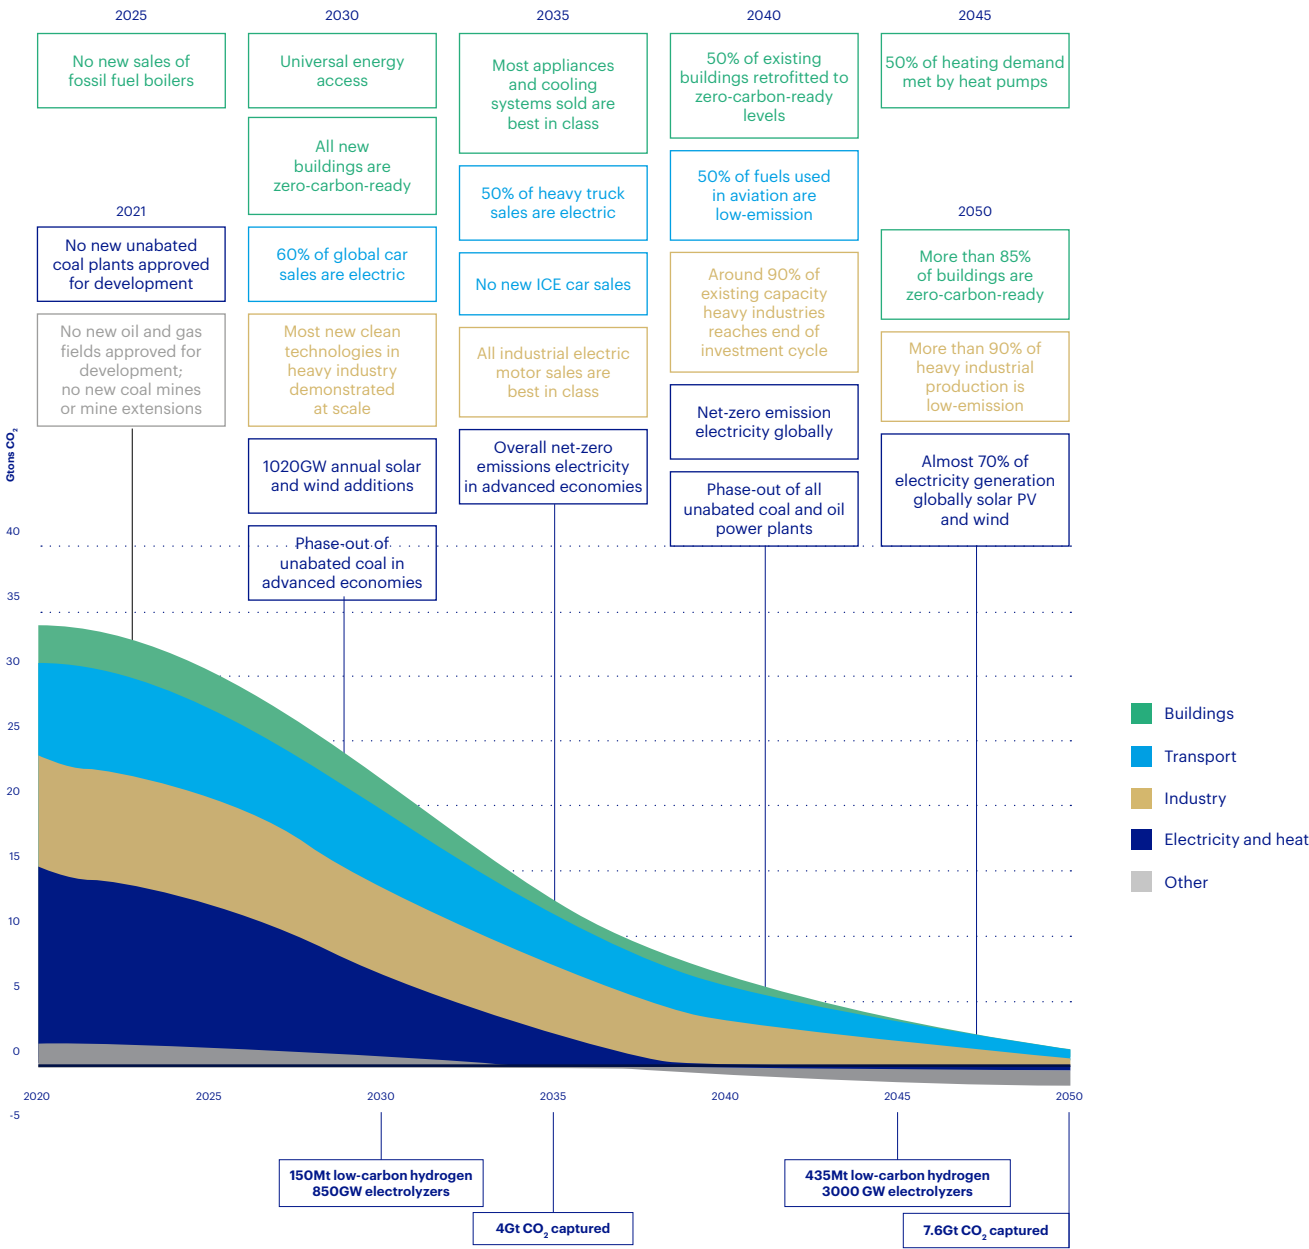 2025
No new sales of
fossil fuel boilers
2021
No new unabated
coal plants approved
for development
No new oil and gas
fields approved for
development;
no new coal mines
or mine extensions
2030
Universal energy
access
All new
buildings are
zero-carbon-ready
60% of global car
sales are electric
Most new clean
technologies in
heavy industry
demonstrated
at scale
1020GW annual solar
and wind additions
Phase-out of
unabated coal in
advanced economies
2035
Most appliances
and cooling
systems sold are
best in class
50% of heavy truck
sales are electric
No new ICE car sales
All industrial electric
motor sales are
best in class
Overall net-zero
emissions electricity
in advanced economies
2040
50% of existing
buildings retrofitted to
zero-carbon-ready
levels
50% of fuels used
in aviation are
low-emission
Around 90% of
existing capacity
heavy industries
reaches end of
investment cycle
Net-zero emission
electricity globally
Phase-out of all
unabated coal and oil
power plants
2045
50% of heating demand
met by heat pumps
2050
More than 85%
of buildings are
zero-carbon-ready
More than 90% of
heavy industrial
production is
low-emission
Almost 70% of
electricity generation
globally solar PV
and wind
Gtons CO₂
40
35
30
25
20
15
10
5
0
-5
2020
2025
2030
2035
2040
2045
2050
Buildings
Transport
Industry
Electricity and heat
Other
150Mt low-carbon hydrogen
850GW electrolyzers
4Gt CO₂ captured
435Mt low-carbon hydrogen
3000 GW electrolyzers
7.6Gt CO₂ captured